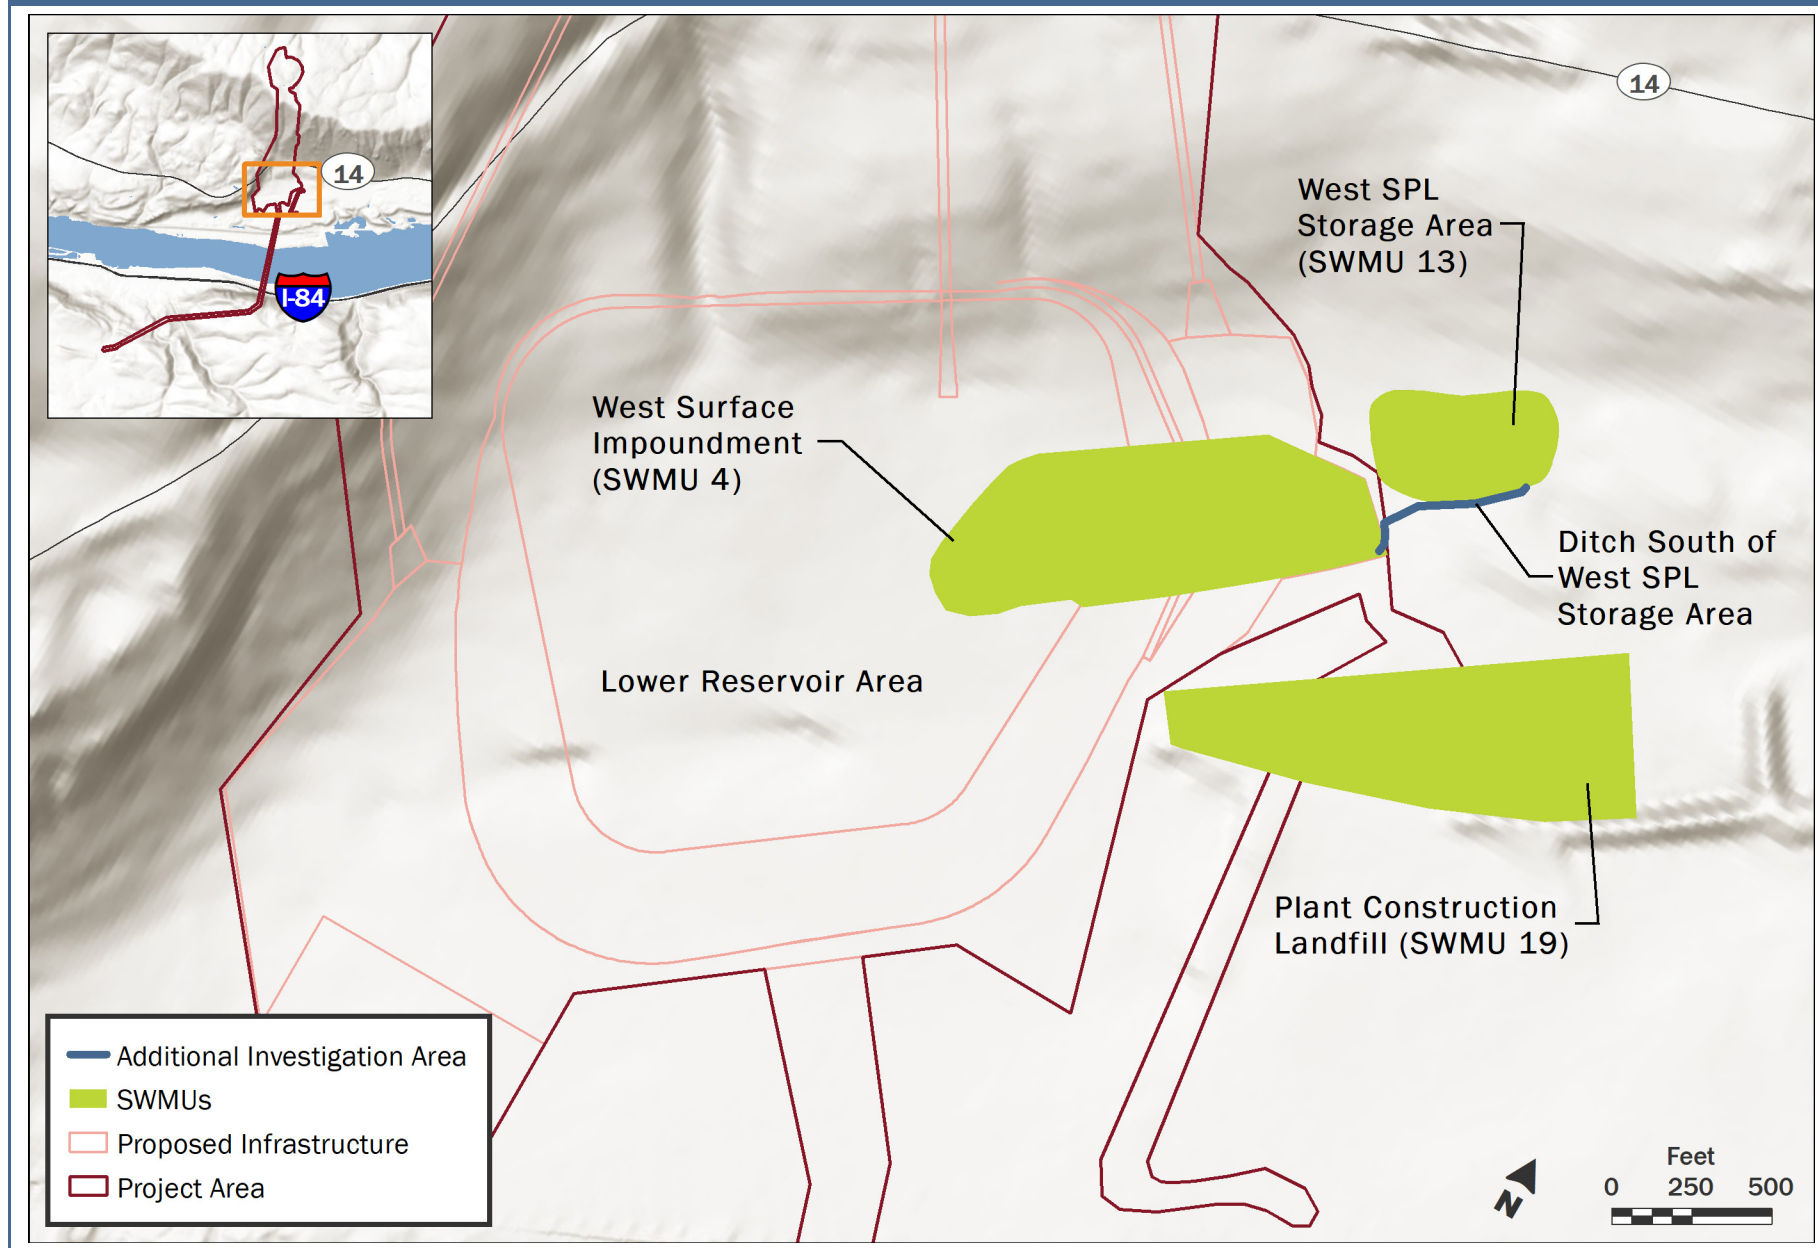 14
14
I-84
West SPL
Storage Area
(SWMU 13)
West Surface
Impoundment
(SWMU 4)
Ditch South of
West SPL
Storage Area
Lower Reservoir Area
Plant Construction
Landfill (SWMU 19)
Additional Investigation Area
SWMUs
Proposed Infrastructure
Project Area
N
Feet
0 250 500